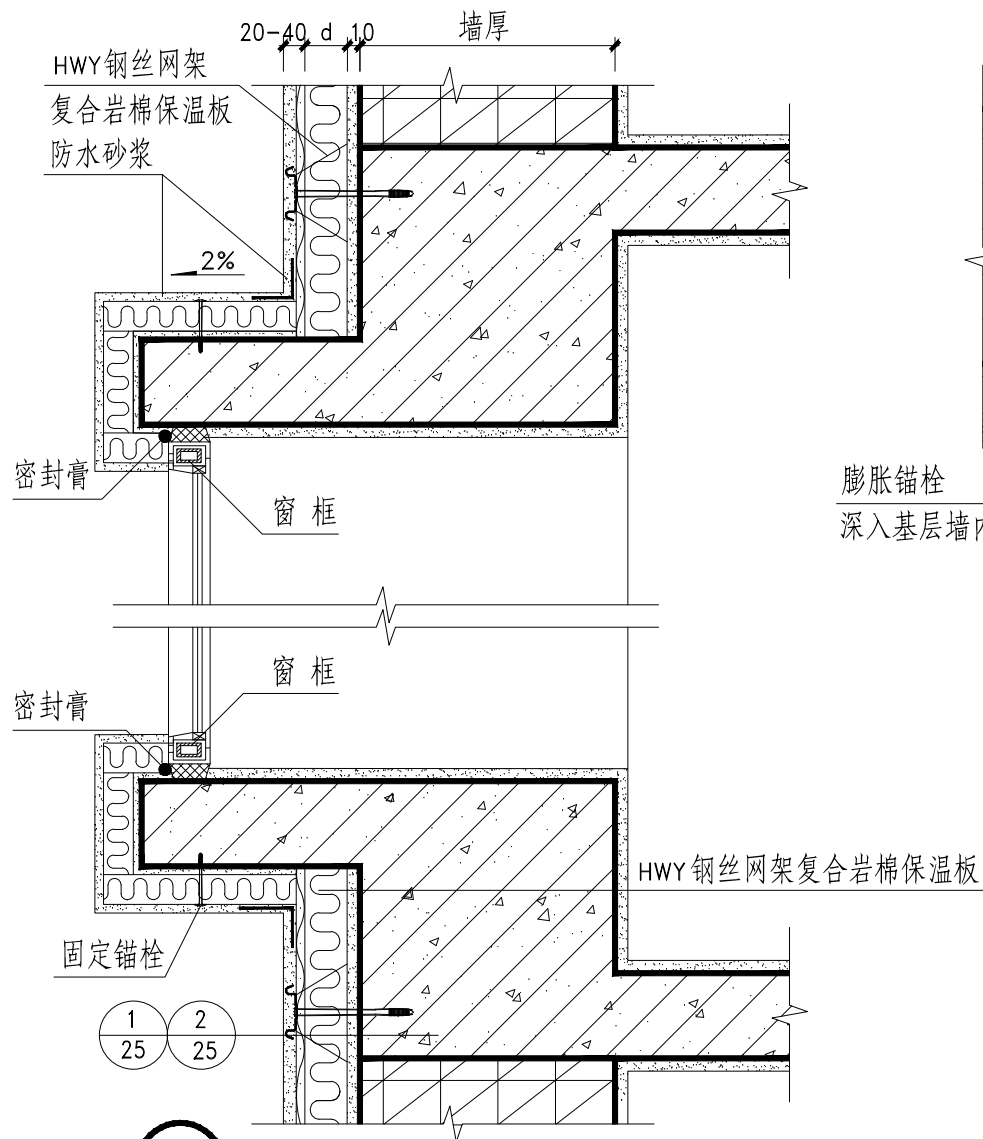 20-40 d 10 墙厚
HWY钢丝网架
复合岩棉保温板
防水砂浆
2%
密封膏
窗框
膨胀锚栓
深入基层墙内
窗框
密封膏
HWY钢丝网架复合岩棉保温板
固定锚栓
1 2
25 25